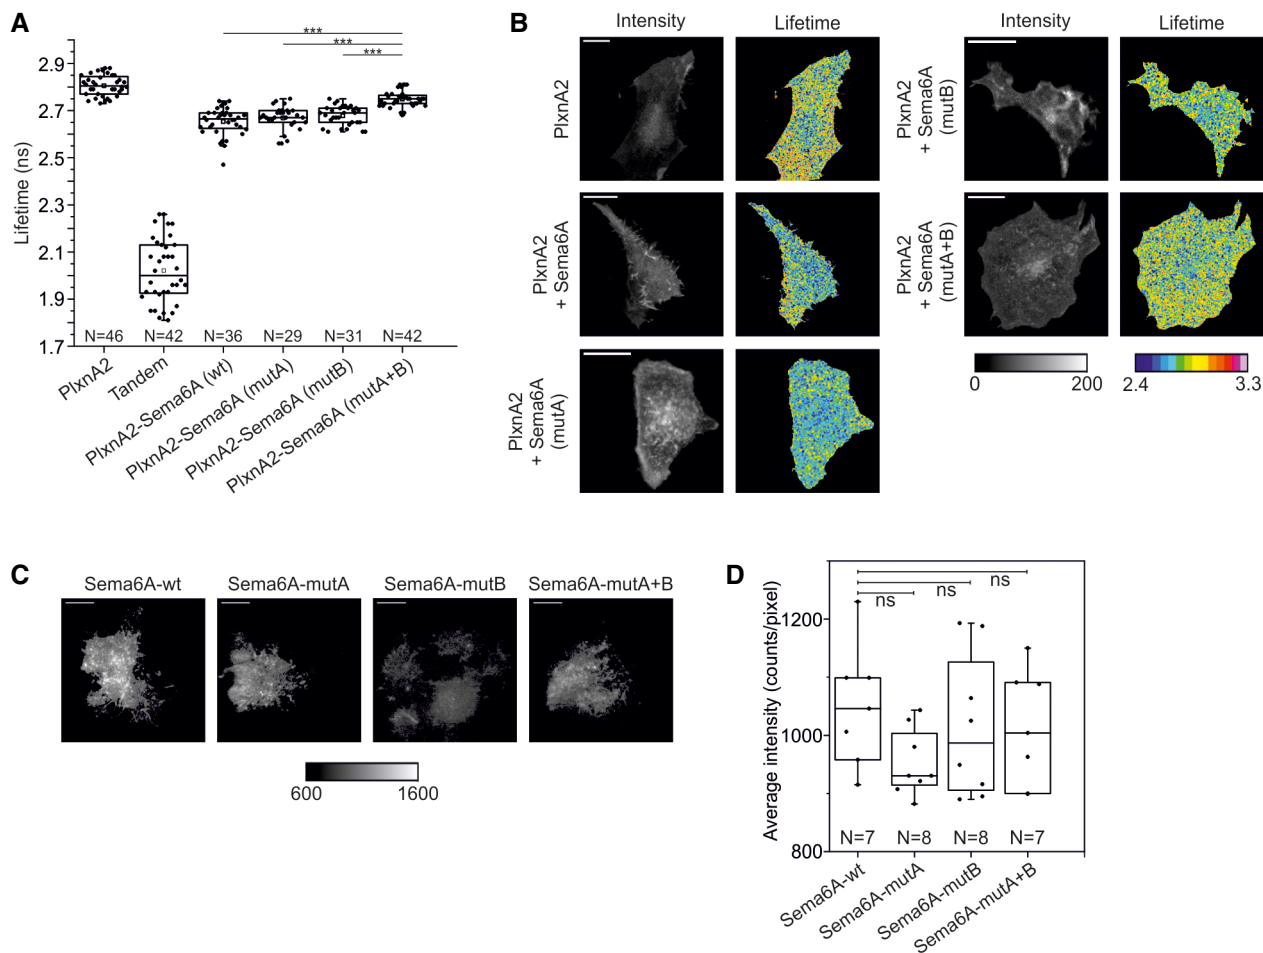 A
***
***
***
Lifetime (ns)
2.9
2.7
2.5
2.3
2.1
1.9
1.7
N=46
N=42
N=36
N=29
N=31
N=42
PlxnA2
Tandem
PlxnA2-Sema6A (wt)
PlxnA2-Sema6A (mutA)
PlxnA2-Sema6A (mutB)
PlxnA2-Sema6A (mutA+B)
B
Intensity
Lifetime
Intensity
Lifetime
PlxnA2
PlxnA2
+ Sema6A
PlxnA2
+ Sema6A
(mutA)
PlxnA2
+ Sema6A
(mutB)
PlxnA2
+ Sema6A
(mutA+B)
0
200
2.4
3.3
C
Sema6A-wt
Sema6A-mutA
Sema6A-mutB
Sema6A-mutA+B
600
1600
D
Average intensity (counts/pixel)
1200
1000
800
ns
ns
ns
N=7
N=8
N=8
N=7
Sema6A-wt
Sema6A-mutA
Sema6A-mutB
Sema6A-mutA+B